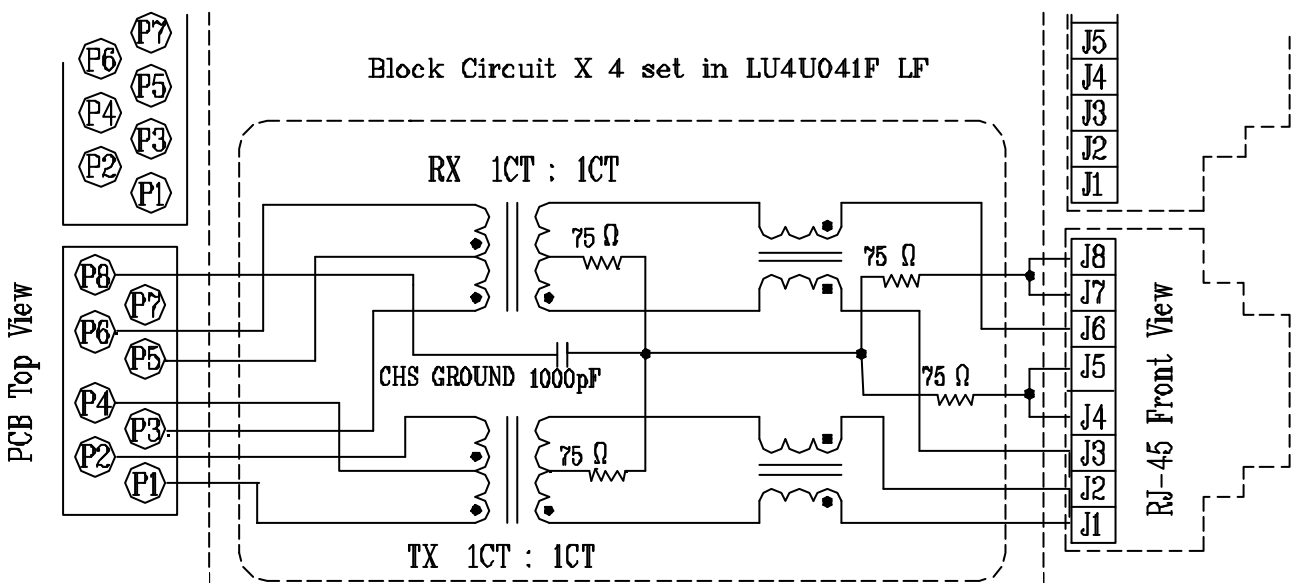 P7
P6
P5
P4
P3
P2
P1
Block Circuit X 4 set in LU4U041F LF
J5
J4
J3
J2
J1
RX 1CT : 1CT
75 Ω
75 Ω
PCB Top View
P8
P7
P6
P5
P4
P3
P2
P1
CHS GROUND 1000pF
75 Ω
75 Ω
TX 1CT : 1CT
J8
J7
J6
J5
J4
J3
J2
J1
RJ-45 Front View